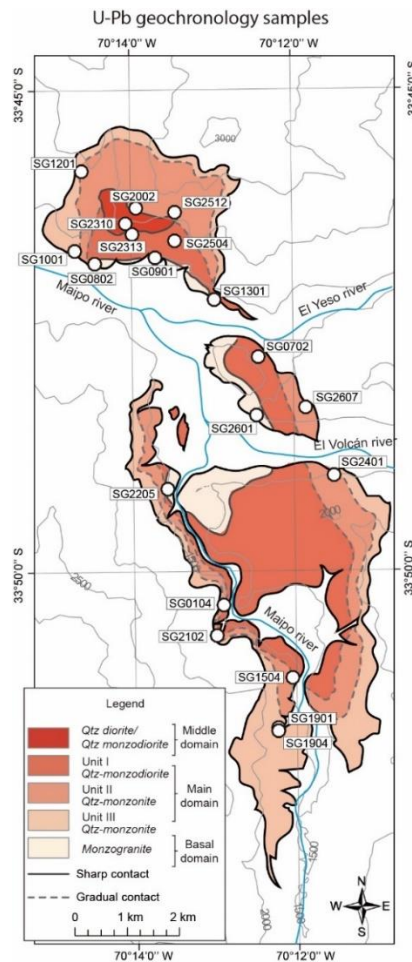 U-Pb geochronology samples
70°14'0'' W
70°12'0'' W
33°45'0'' S
33°45'0'' S
3000
SG1201
SG2002
SG2512
SG2310
SG2313
SG2504
SG1001
SG0802
SG0901
SG1301
Maipo river
El Yeso river
SG0702
SG2607
SG2601
El Volcán river
SG2401
2000
SG2205
2500
33°50'0'' S
33°50'0'' S
SG0104
SG2102
Maipo river
SG1504
SG1901
SG1904
Legend
Qtz diorite/
Qtz monzodiorite
Middle
domain
Unit I
Qtz-monzodiorite
Unit II
Qtz-monzonite
Unit III
Qtz-monzonite
Main
domain
Monzogranite
Basal
domain
Sharp contact
Gradual contact
0 1 km 2 km
1500
2000
N
W E
S
70°14'0'' W
70°12'0'' W